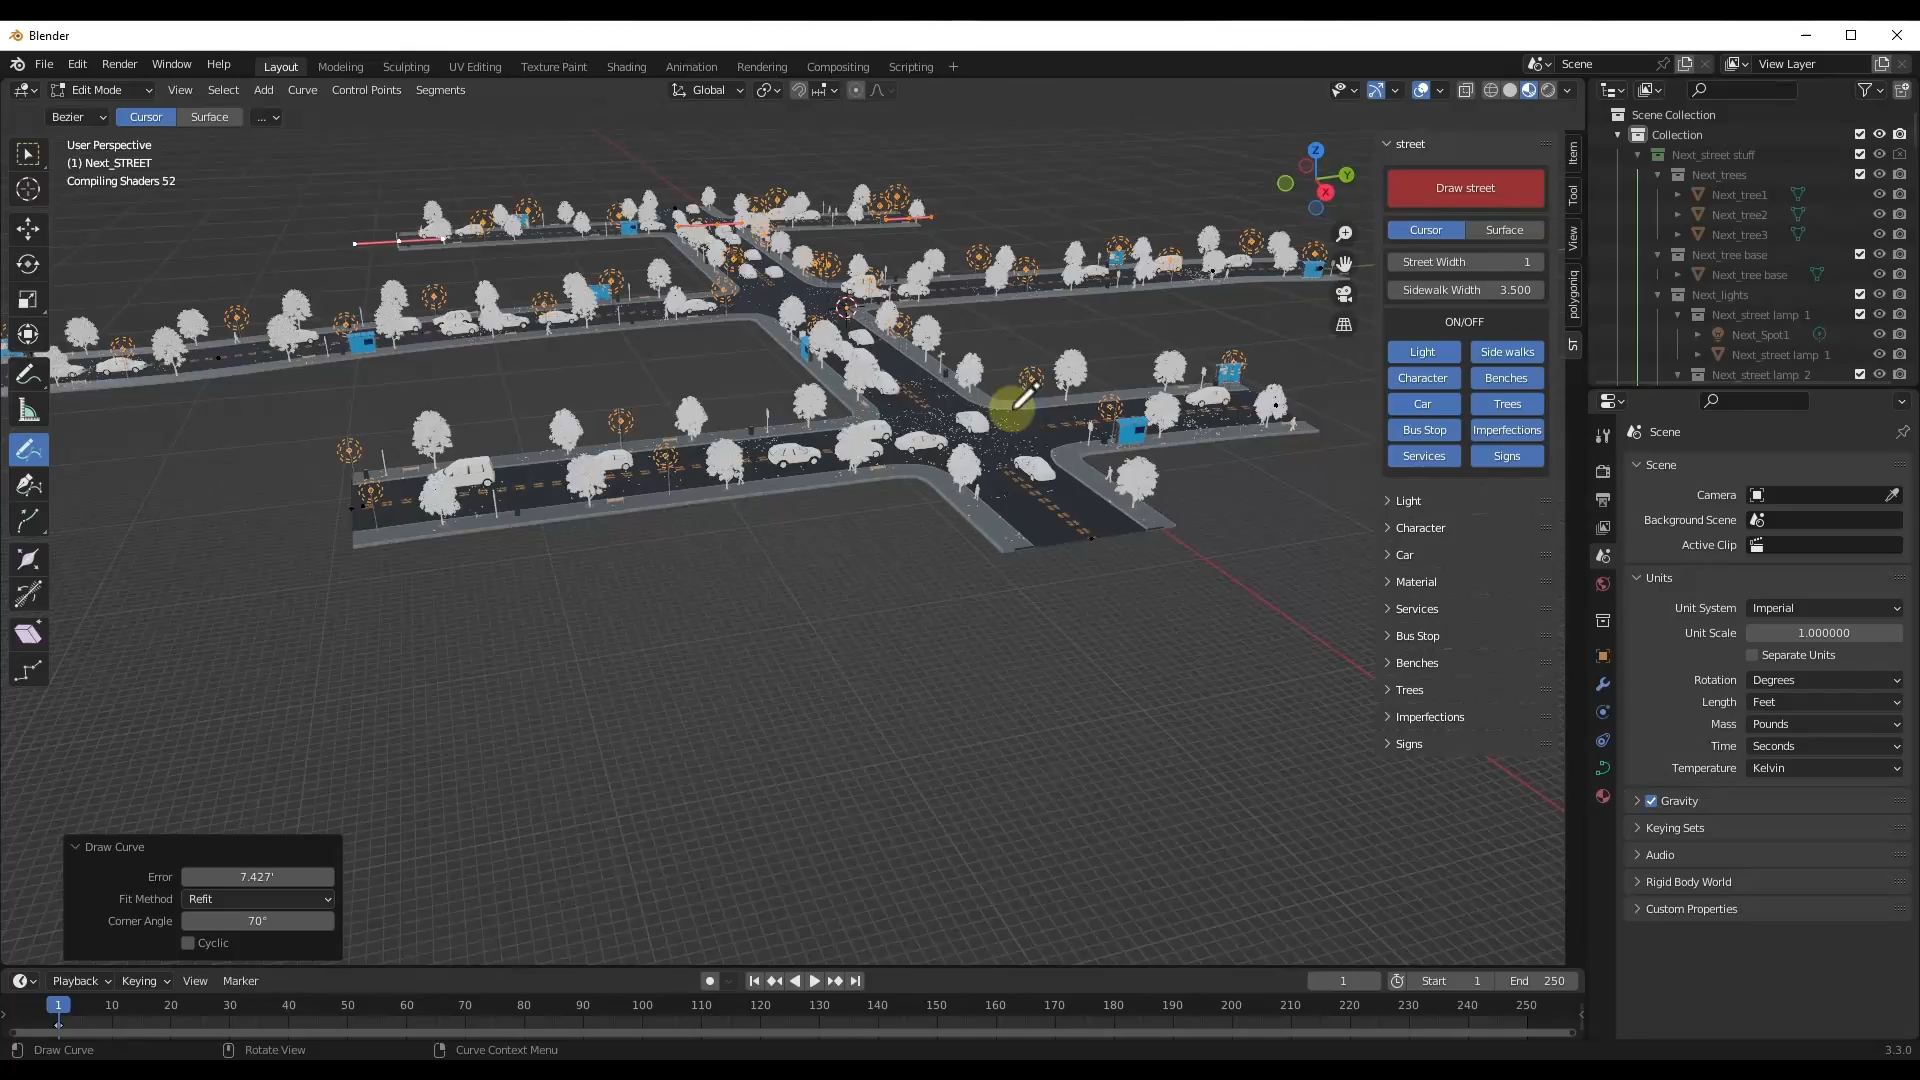 Blender
File Edit Render Window Help Layout Modeling Sculpting UV Editing Texture Paint Shading Animation Rendering Compositing Scripting + Scene View Layer
Edit Mode View Select Add Curve Control Points Segments Global
Bezier Cursor Surface ...
User Perspective
(1) Next_STREET
Compiling Shaders 52
Z
Y
X
street
Draw street
Cursor Surface
Street Width 1
Sidewalk Width 3.500
ON/OFF
Light Side walks
Character Benches
Car Trees
Bus Stop Imperfections
Services Signs
Light
Character
Car
Material
Services
Bus Stop
Benches
Trees
Imperfections
Signs
Item
Tool
View
polygoniq
ST
Scene Collection
Collection
Next_street stuff
Next_trees
Next_tree1
Next_tree2
Next_tree3
Next_tree base
Next_tree base
Next_lights
Next_street lamp 1
Next_Spot1
Next_street lamp 1
Next_street lamp 2
Scene
Scene
Camera
Background Scene
Active Clip
Units
Unit System Imperial
Unit Scale 1.000000
Separate Units
Rotation Degrees
Length Feet
Mass Pounds
Time Seconds
Temperature Kelvin
Gravity
Keying Sets
Audio
Rigid Body World
Custom Properties
Draw Curve
Error 7.427'
Fit Method Refit
Corner Angle 70°
Cyclic
Playback Keying View Marker 1 Start 1 End 250
1 10 20 30 40 50 60 70 80 90 100 110 120 130 140 150 160 170 180 190 200 210 220 230 240 250
Draw Curve Rotate View Curve Context Menu 3.3.0